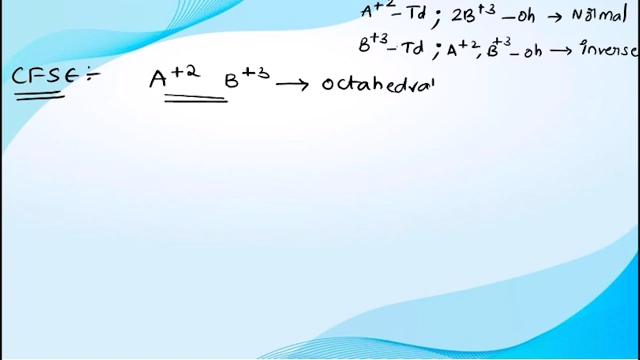 A+2 - Td ; 2B+3 - Oh → Normal
B+3 - Td ; A+2, B+3 - Oh → inverse
CFSE :- A+2 B+3 → octahedral